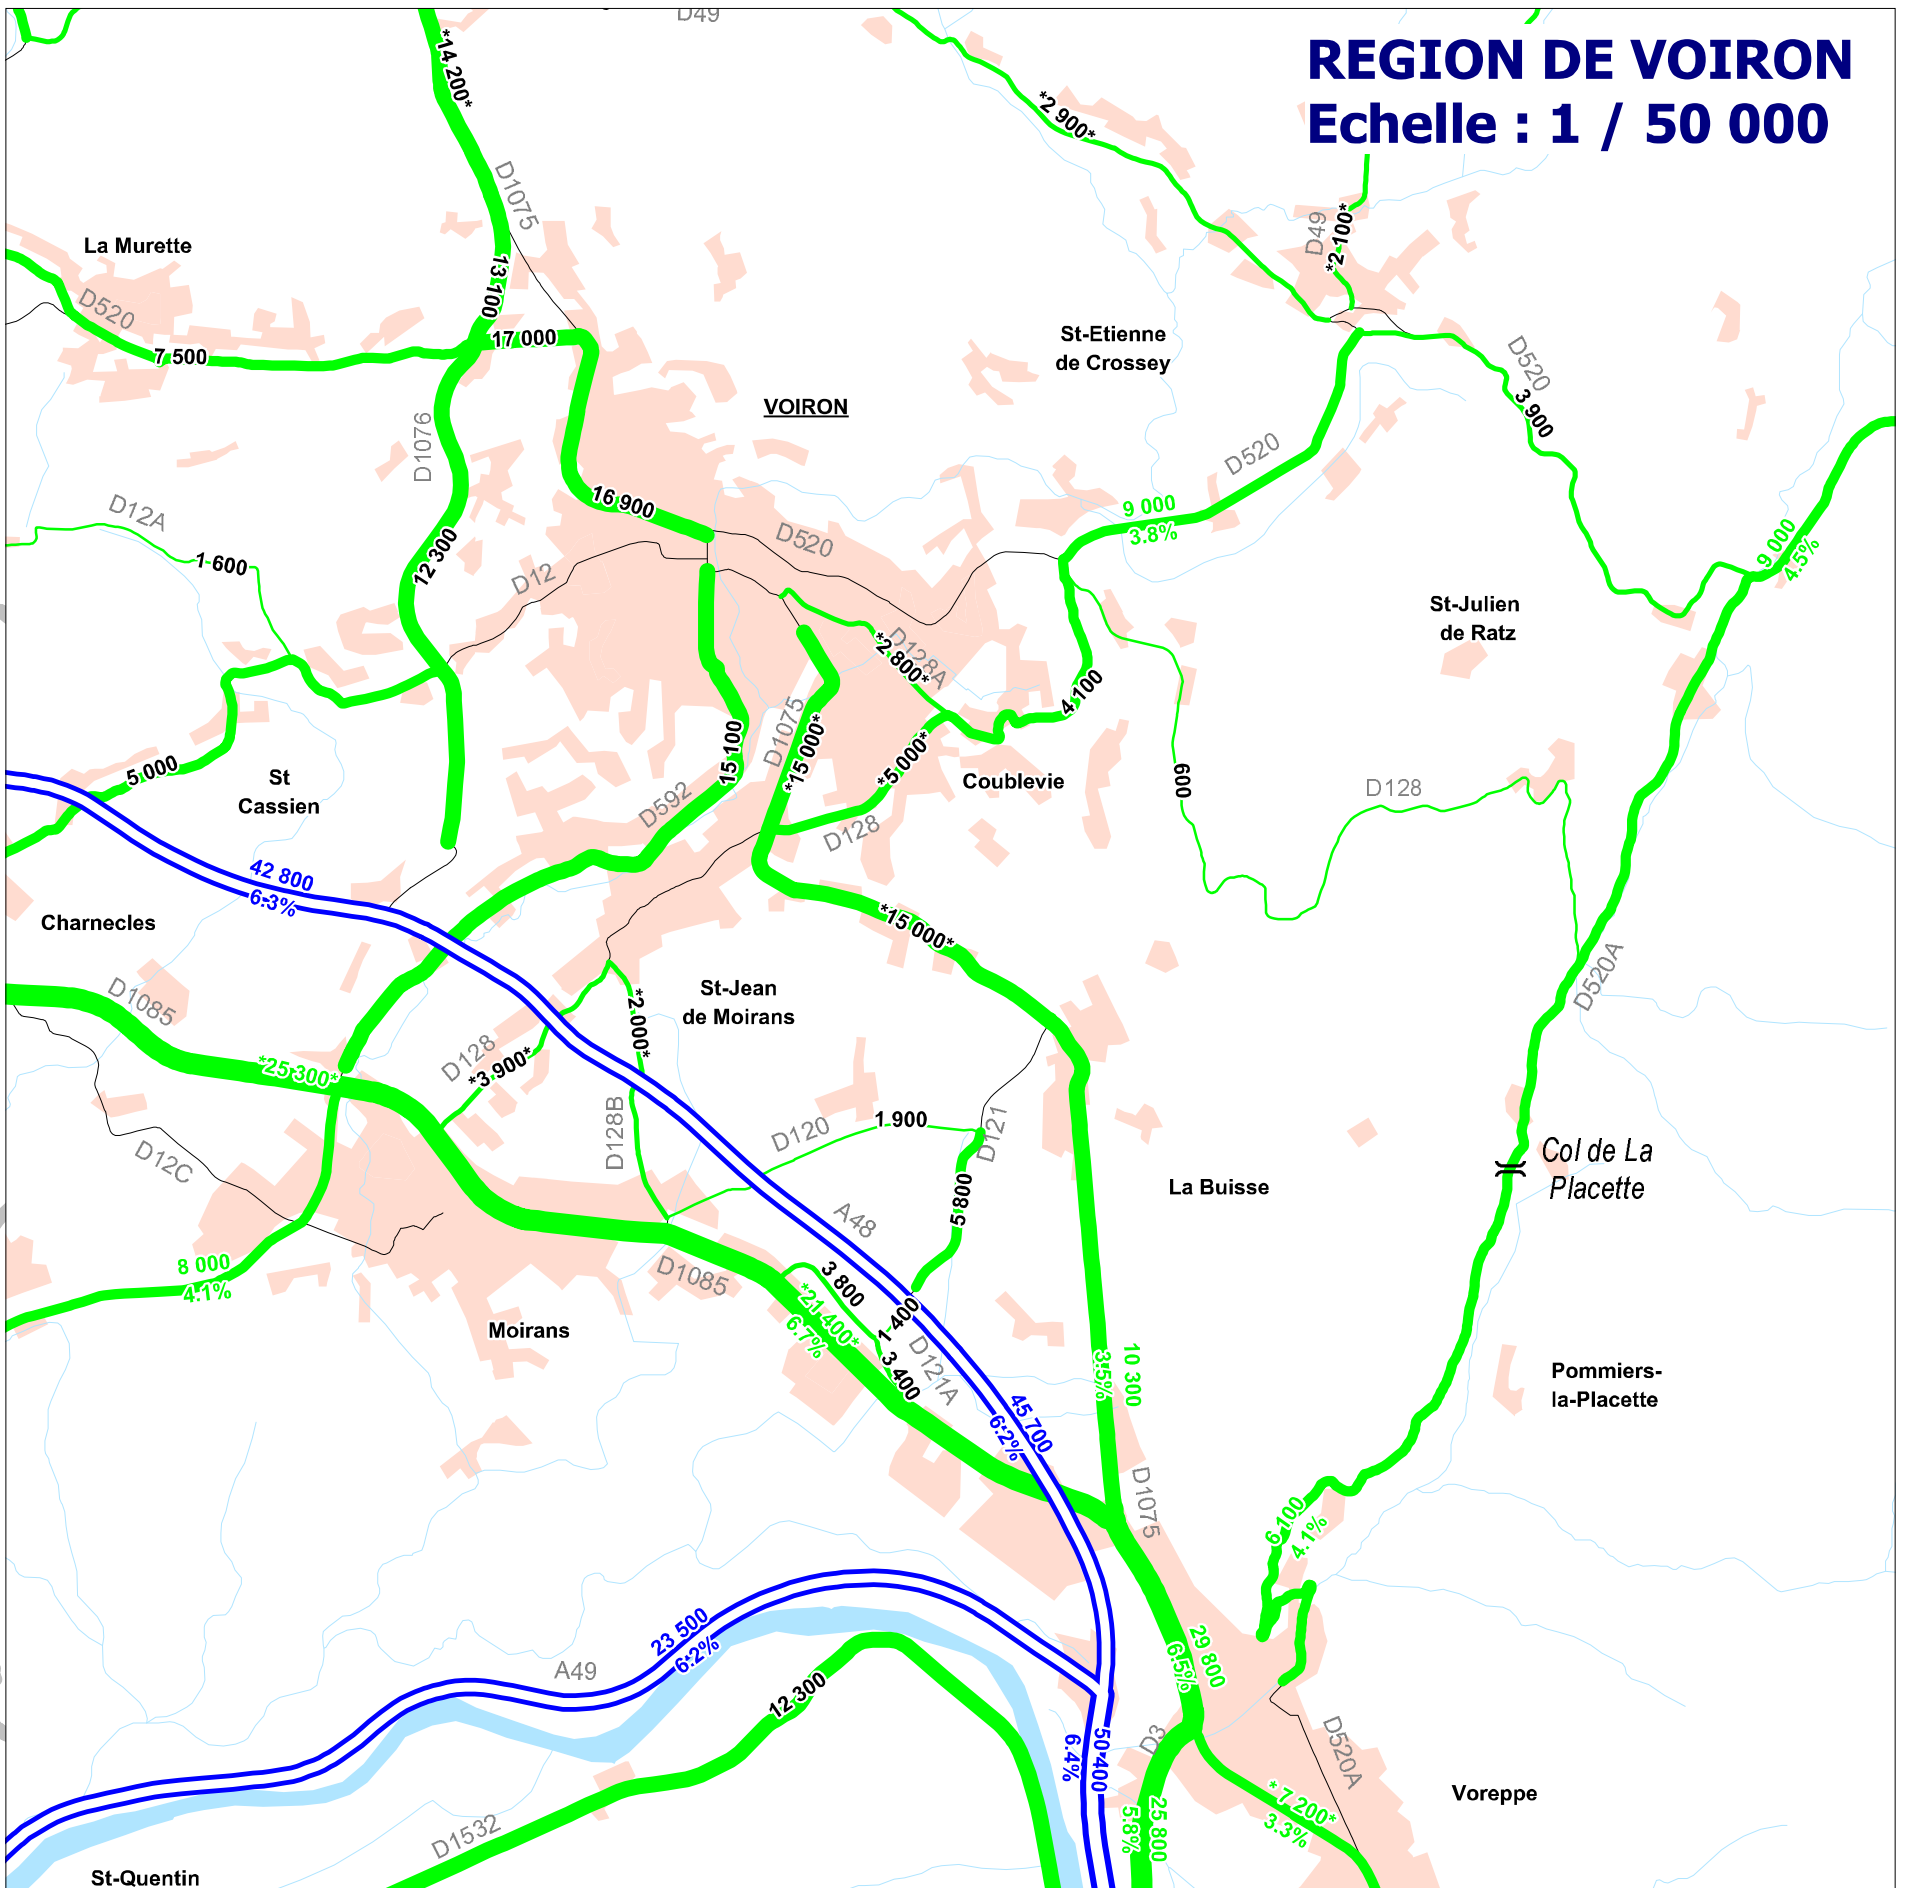 D49
REGION DE VOIRON
Echelle : 1 / 50 000
*14 200*
*2 900*
D1075
D49
*2 100*
La Murette
13 100
D520
17 000
7 500
St-Etienne
de Crossey
D520
3 900
VOIRON
D1076
D520
16 900
9 000
3.8%
D12A
D520
9 000
4.5%
1 600
12 300
D12
St-Julien
de Ratz
D128A
*2 800*
4 100
D1075
*15 000*
15 100
*5 000*
5 000
St
Cassien
Coublevie
600
D128
D592
D128
42 800
6.3%
Charnecles
*15 000*
D520A
D1085
St-Jean
de Moirans
*2 000*
D128
*3 900*
*25 300*
D128B
D120
1 900
D121
D12C
Col de La
Placette
5 800
La Buisse
A48
8 000
4.1%
D1085
3 800
*21 400*
6.7%
1 400
Moirans
D121A
3 400
10 300
3.5%
Pommiers-
la-Placette
45 700
6.2%
D1075
6 100
4.1%
23 500
6.2%
A49
29 800
6.5%
12 300
D3
50 400
6.4%
D520A
* 7 200*
3.3%
Voreppe
25 800
5.8%
D1532
St-Quentin